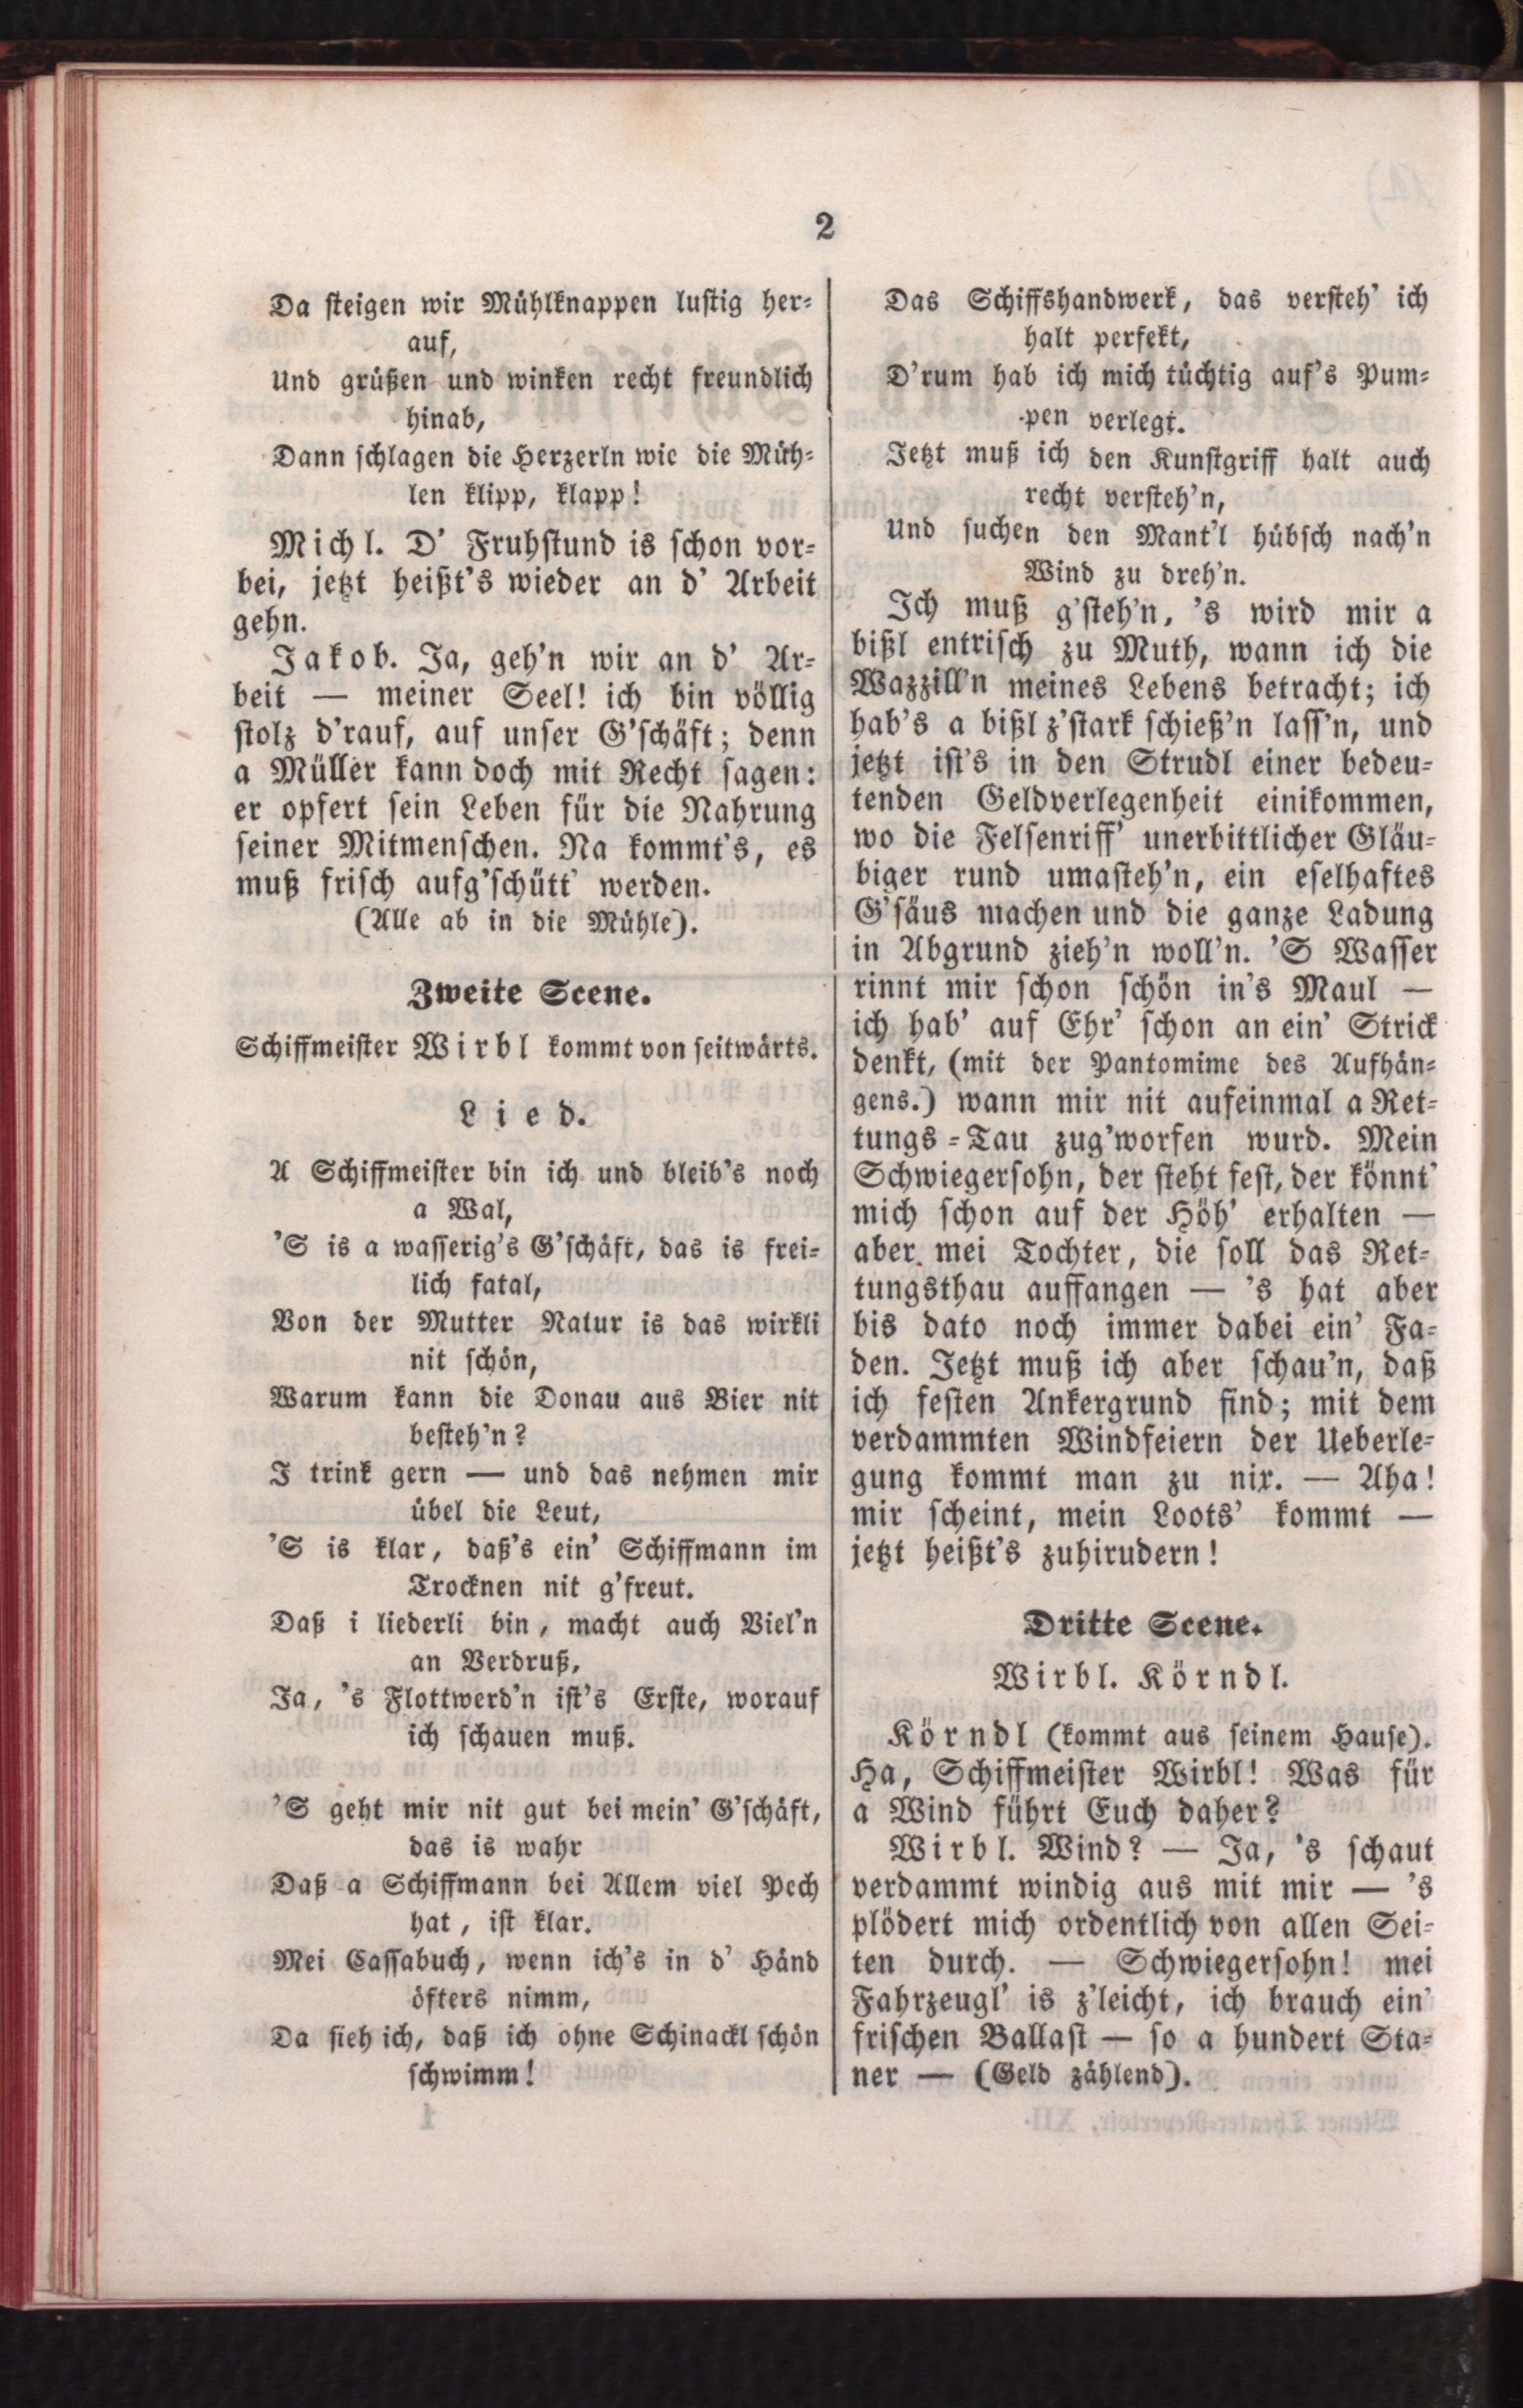 2
Da steigen wir Mühlknappen lustig her-
auf,
Und grüßen und winken recht freundlich
hinab,
Dann schlagen die Herzerln wie die Müh-
len klipp, klapp!
Michl. D' Fruhstund is schon vor-
bei, jetzt heißt's wieder an d' Arbeit
gehn.
Jakob. Ja, geh'n wir an d' Ar-
beit — meiner Seel! ich bin völlig
stolz d'rauf, auf unser G'schäft; denn
a Müller kann doch mit Recht sagen:
er opfert sein Leben für die Nahrung
seiner Mitmenschen. Na kommt's, es
muß frisch aufg'schütt' werden.
(Alle ab in die Mühle).
Zweite Scene.
Schiffmeister Wirbl kommt von seitwärts.
Lied.
A Schiffmeister bin ich und bleib's noch
a Wal,
'S is a wasserig's G'schäft, das is frei-
lich fatal,
Von der Mutter Natur is das wirkli
nit schön,
Warum kann die Donau aus Bier nit
besteh'n?
I trink gern — und das nehmen mir
übel die Leut,
'S is klar, daß's ein' Schiffmann im
Trocknen nit g'freut.
Daß i liederli bin, macht auch Viel'n
an Verdruß,
Ja, 's Flottwerd'n ist's Erste, worauf
ich schauen muß.
'S geht mir nit gut bei mein' G'schäft,
das is wahr
Daß a Schiffmann bei Allem viel Pech
hat, ist klar.
Mei Cassabuch, wenn ich's in d' Händ
öfters nimm,
Da sieh ich, daß ich ohne Schinackl schön
schwimm!
Das Schiffshandwerk, das versteh' ich
halt perfekt,
D'rum hab ich mich tüchtig auf's Pum-
pen verlegt.
Jetzt muß ich den Kunstgriff halt auch
recht versteh'n,
Und suchen den Mant'l hübsch nach'n
Wind zu dreh'n.
Ich muß g'steh'n, 's wird mir a
bißl entrisch zu Muth, wann ich die
Wazzill'n meines Lebens betracht; ich
hab's a bißl z'stark schieß'n lass'n, und
jetzt ist's in den Strudl einer bedeu-
tenden Geldverlegenheit einikommen,
wo die Felsenriff' unerbittlicher Gläu-
biger rund umasteh'n, ein eselhaftes
G'säus machen und die ganze Ladung
in Abgrund zieh'n woll'n. 'S Wasser
rinnt mir schon schön in's Maul —
ich hab' auf Ehr' schon an ein' Strick
denkt, (mit der Pantomime des Aufhän-
gens.) wann mir nit aufeinmal a Ret-
tungs-Tau zug'worfen wurd. Mein
Schwiegersohn, der steht fest, der könnt'
mich schon auf der Höh' erhalten —
aber mei Tochter, die soll das Ret-
tungsthau auffangen — 's hat aber
bis dato noch immer dabei ein' Fa-
den. Jetzt muß ich aber schau'n, daß
ich festen Ankergrund find; mit dem
verdammten Windfeiern der Ueberle-
gung kommt man zu nix. — Aha!
mir scheint, mein Loots' kommt —
jetzt heißt's zuhirudern!
Dritte Scene.
Wirbl. Körndl.
Körndl (kommt aus seinem Hause).
Ha, Schiffmeister Wirbl! Was für
a Wind führt Euch daher?
Wirbl. Wind? — Ja, 's schaut
verdammt windig aus mit mir — 's
plödert mich ordentlich von allen Sei-
ten durch. — Schwiegersohn! mei
Fahrzeugl' is z'leicht, ich brauch ein'
frischen Ballast — so a hundert Sta-
ner — (Geld zählend).